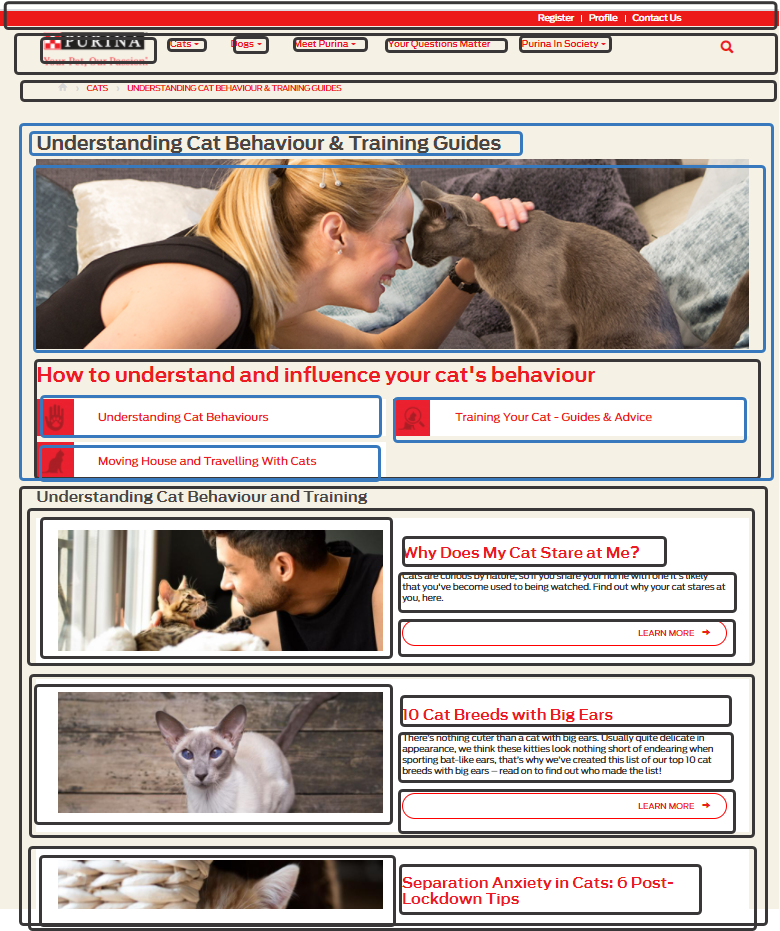 Register | Profile | Contact Us
PURINA
Your Pet, Our Passion.®
Cats
Dogs
Meet Purina
Your Questions Matter
Purina In Society
CATS
UNDERSTANDING CAT BEHAVIOUR & TRAINING GUIDES
Understanding Cat Behaviour & Training Guides
How to understand and influence your cat's behaviour
Understanding Cat Behaviours
Training Your Cat - Guides & Advice
Moving House and Travelling With Cats
Understanding Cat Behaviour and Training
Why Does My Cat Stare at Me?
Cats are curious by nature, so if you share your home with one it's likely
that you've become used to being watched. Find out why your cat stares at
you, here.
LEARN MORE
10 Cat Breeds with Big Ears
There's nothing cuter than a cat with big ears. Usually quite delicate in
appearance, we think these kitties look nothing short of endearing when
sporting bat-like ears, that's why we've created this list of our top 10 cat
breeds with big ears – read on to find out who made the list!
LEARN MORE
Separation Anxiety in Cats: 6 Post-
Lockdown Tips